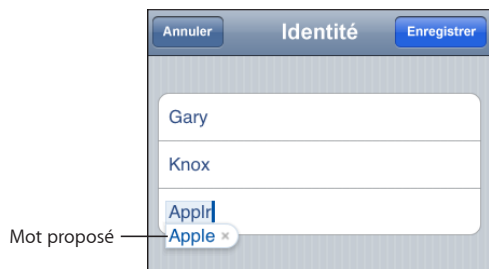 Annuler Identité Enregistrer
Gary
Knox
Applr
Mot proposé Apple ×